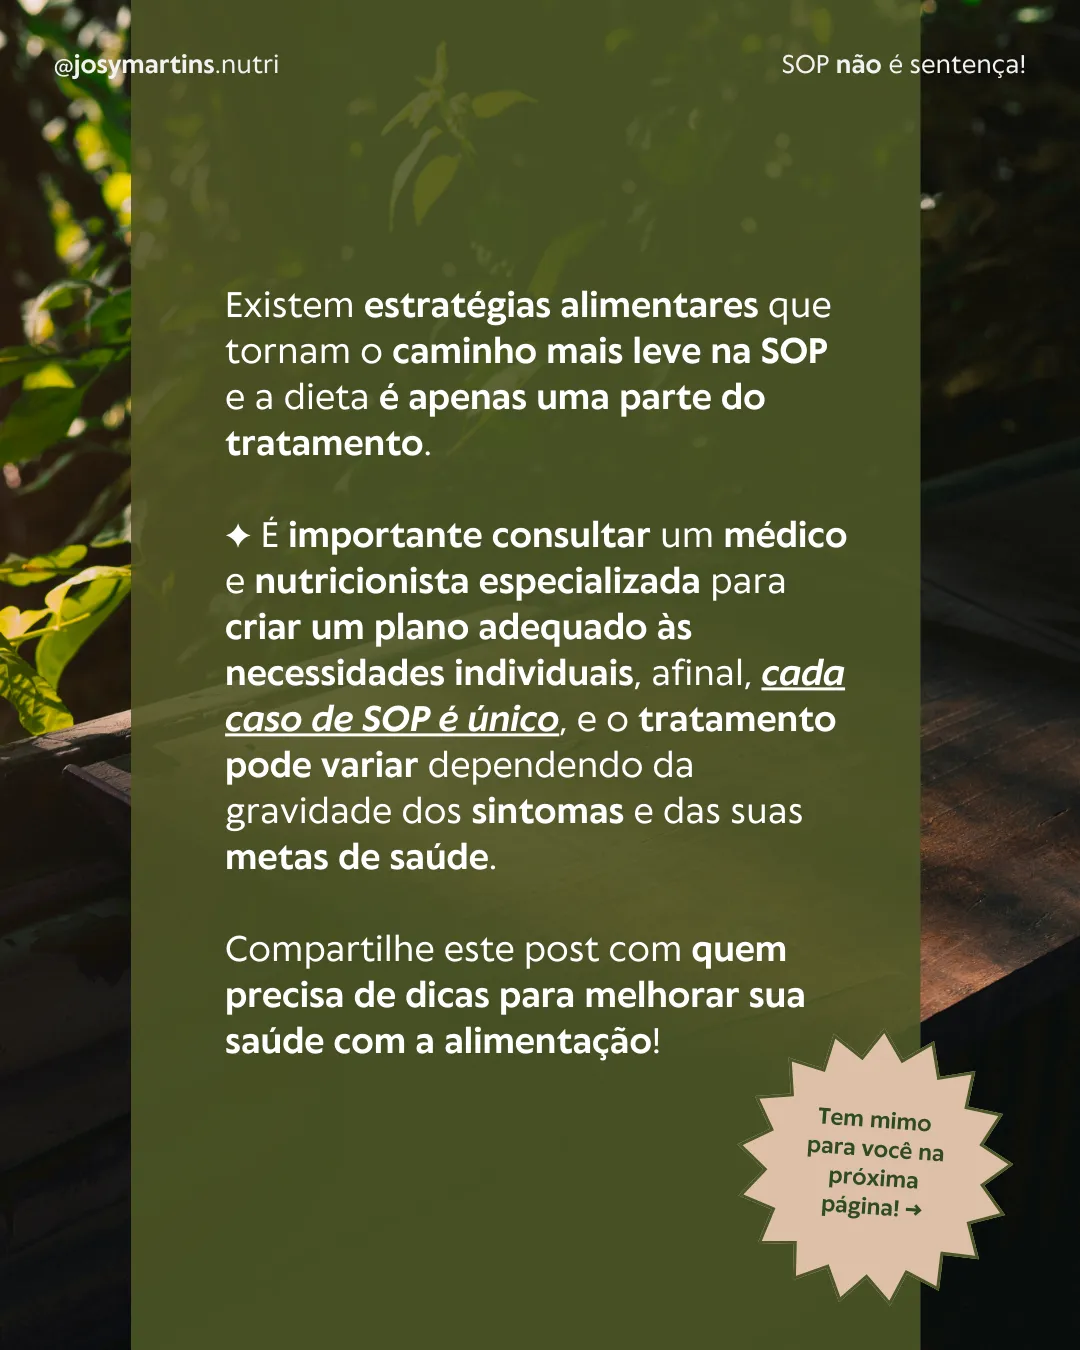 @josymartins.nutri
SOP não é sentença!
Existem estratégias alimentares que
tornam o caminho mais leve na SOP
e a dieta é apenas uma parte do
tratamento.
✦ É importante consultar um médico
e nutricionista especializada para
criar um plano adequado às
necessidades individuais, afinal, cada
caso de SOP é único, e o tratamento
pode variar dependendo da
gravidade dos sintomas e das suas
metas de saúde.
Compartilhe este post com quem
precisa de dicas para melhorar sua
saúde com a alimentação!
Tem mimo
para você na
próxima
página! ➜